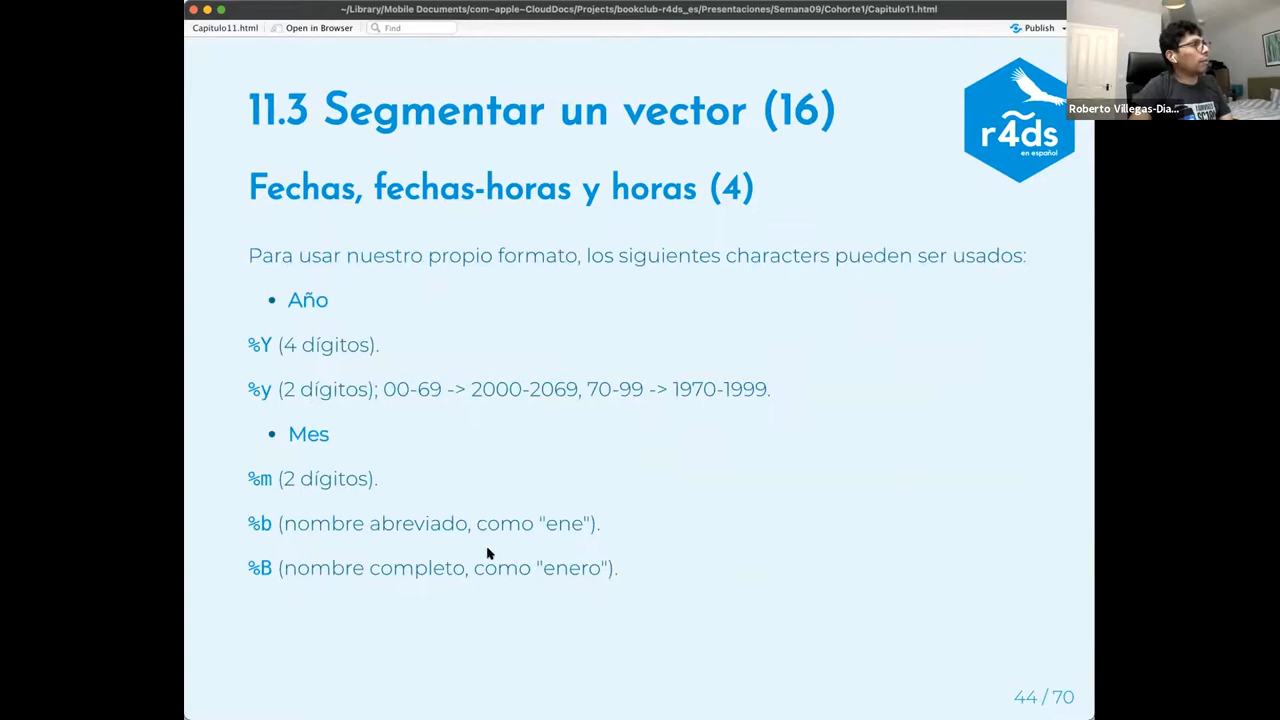 ~/Library/Mobile Documents/com~apple~CloudDocs/Projects/bookclub-r4ds_es/Presentaciones/Semana09/Cohorte1/Capitulo11.html
Capitulo11.html
Open in Browser
Find
Publish
Roberto Villegas-Dia...
11.3 Segmentar un vector (16)
r4ds
en español
Fechas, fechas-horas y horas (4)
Para usar nuestro propio formato, los siguientes characters pueden ser usados:
• Año
%Y (4 dígitos).
%y (2 dígitos); 00-69 -> 2000-2069, 70-99 -> 1970-1999.
• Mes
%m (2 dígitos).
%b (nombre abreviado, como "ene").
%B (nombre completo, como "enero").
44 / 70